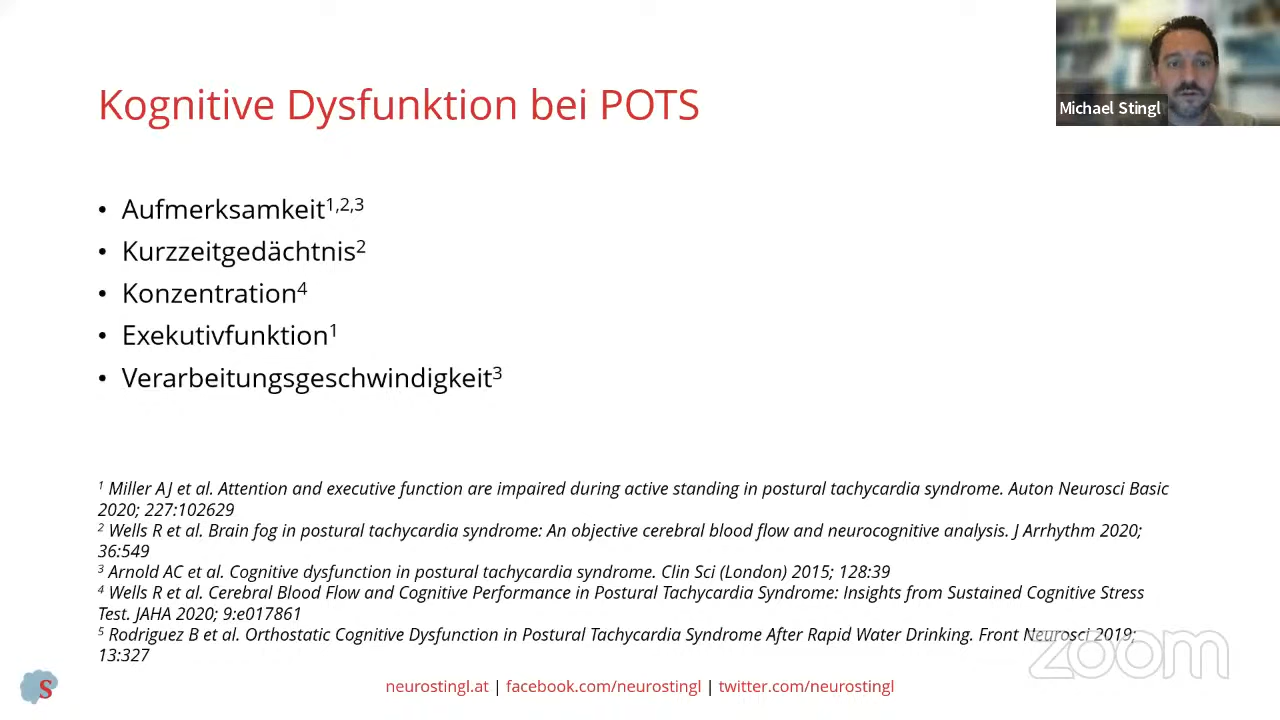 Kognitive Dysfunktion bei POTS
Michael Stingl
• Aufmerksamkeit1,2,3
• Kurzzeitgedächtnis2
• Konzentration4
• Exekutivfunktion1
• Verarbeitungsgeschwindigkeit3
1 Miller AJ et al. Attention and executive function are impaired during active standing in postural tachycardia syndrome. Auton Neurosci Basic
2020; 227:102629
2 Wells R et al. Brain fog in postural tachycardia syndrome: An objective cerebral blood flow and neurocognitive analysis. J Arrhythm 2020;
36:549
3 Arnold AC et al. Cognitive dysfunction in postural tachycardia syndrome. Clin Sci (London) 2015; 128:39
4 Wells R et al. Cerebral Blood Flow and Cognitive Performance in Postural Tachycardia Syndrome: Insights from Sustained Cognitive Stress
Test. JAHA 2020; 9:e017861
5 Rodriguez B et al. Orthostatic Cognitive Dysfunction in Postural Tachycardia Syndrome After Rapid Water Drinking. Front Neurosci 2019;
13:327
zoom
S
neurostingl.at | facebook.com/neurostingl | twitter.com/neurostingl